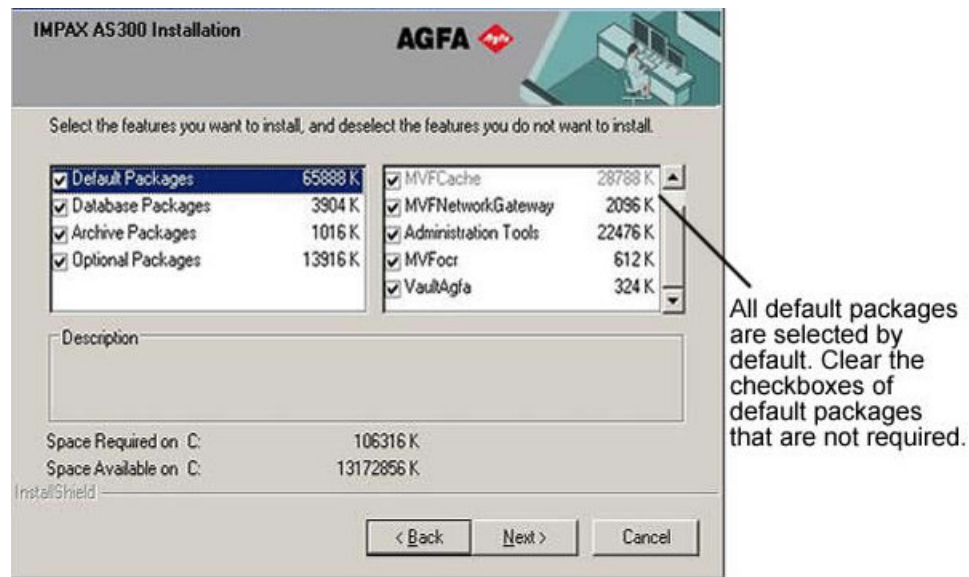 IMPAX AS300 Installation
AGFA
Select the features you want to install, and deselect the features you do not want to install.
Default Packages 65888 K
Database Packages 3904 K
Archive Packages 1016 K
Optional Packages 13916 K
MVFCache 28788 K
MVFNetworkGateway 2096 K
Administration Tools 22476 K
MVFocr 612 K
VaultAgfa 324 K
All default packages
are selected by
default. Clear the
checkboxes of
default packages
that are not required.
Description
Space Required on C: 106316 K
Space Available on C: 13172856 K
InstallShield
< Back
Next >
Cancel